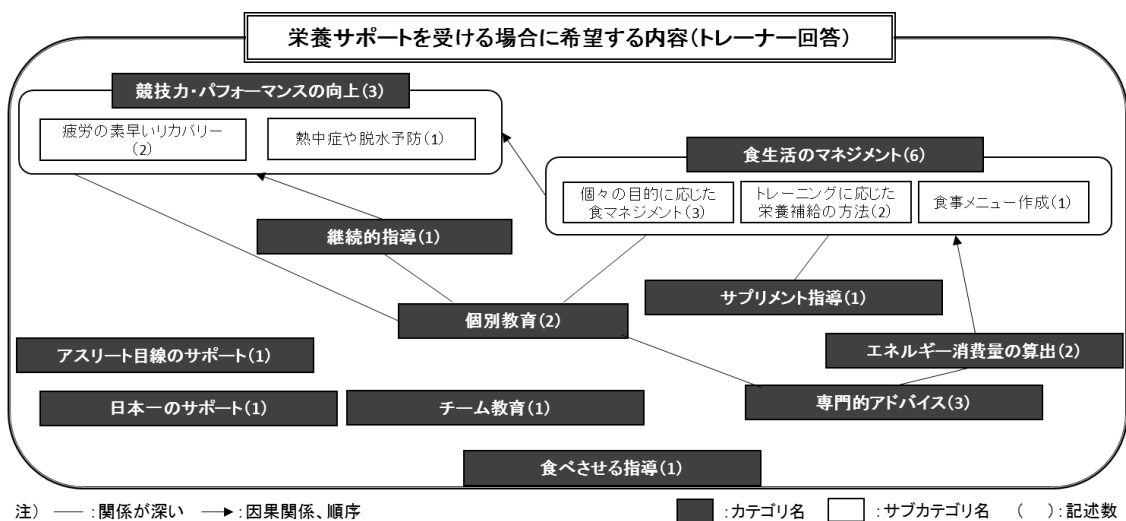 栄養サポートを受ける場合に希望する内容(トレーナー回答)
競技力・パフォーマンスの向上(3)
疲労の素早いリカバリー
(2)
熱中症や脱水予防(1)
食生活のマネジメント(6)
個々の目的に応じた
食マネジメント(3)
トレーニングに応じた
栄養補給の方法(2)
食事メニュー作成(1)
継続的指導(1)
サプリメント指導(1)
個別教育(2)
アスリート目線のサポート(1)
エネルギー消費量の算出(2)
日本一のサポート(1)
チーム教育(1)
専門的アドバイス(3)
食べさせる指導(1)
注) ── :関係が深い ─→ :因果関係、順序
:カテゴリ名 :サブカテゴリ名 ( ):記述数